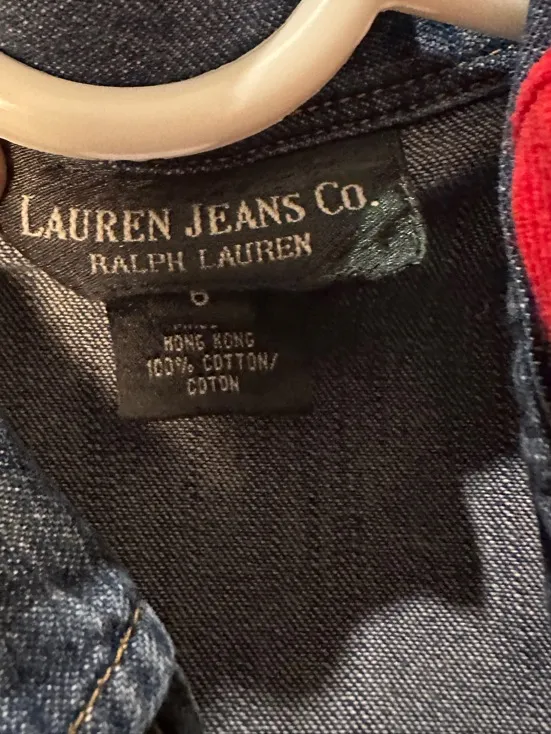 LAUREN JEANS CO.
RALPH LAUREN
6
HONG KONG
100% COTTON/
COTON